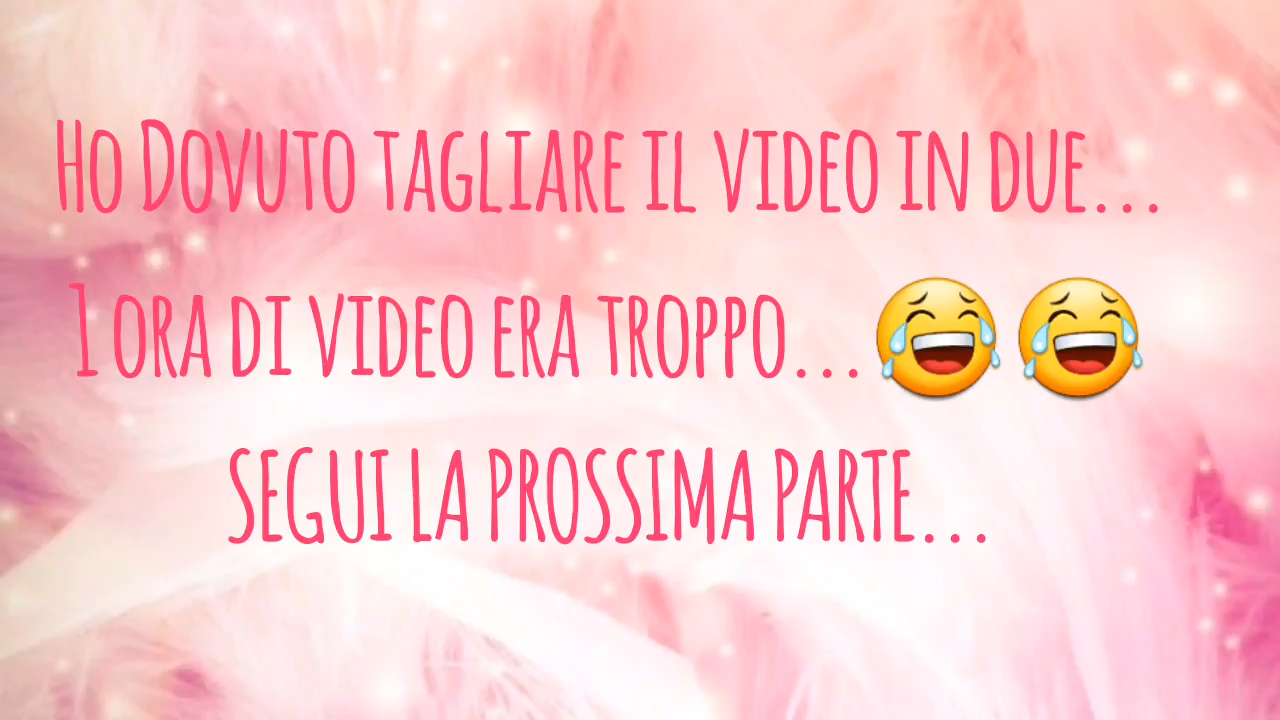 Ho Dovuto tagliare il video in due...
1 ora di video era troppo...😂😂
SEGUI LA PROSSIMA PARTE...